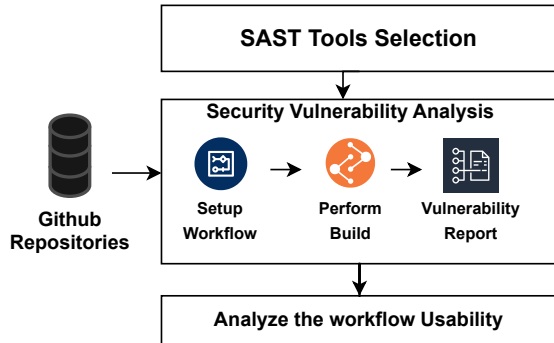 SAST Tools Selection
Security Vulnerability Analysis
Setup
Workflow
Perform
Build
Vulnerability
Report
Github
Repositories
Analyze the workflow Usability